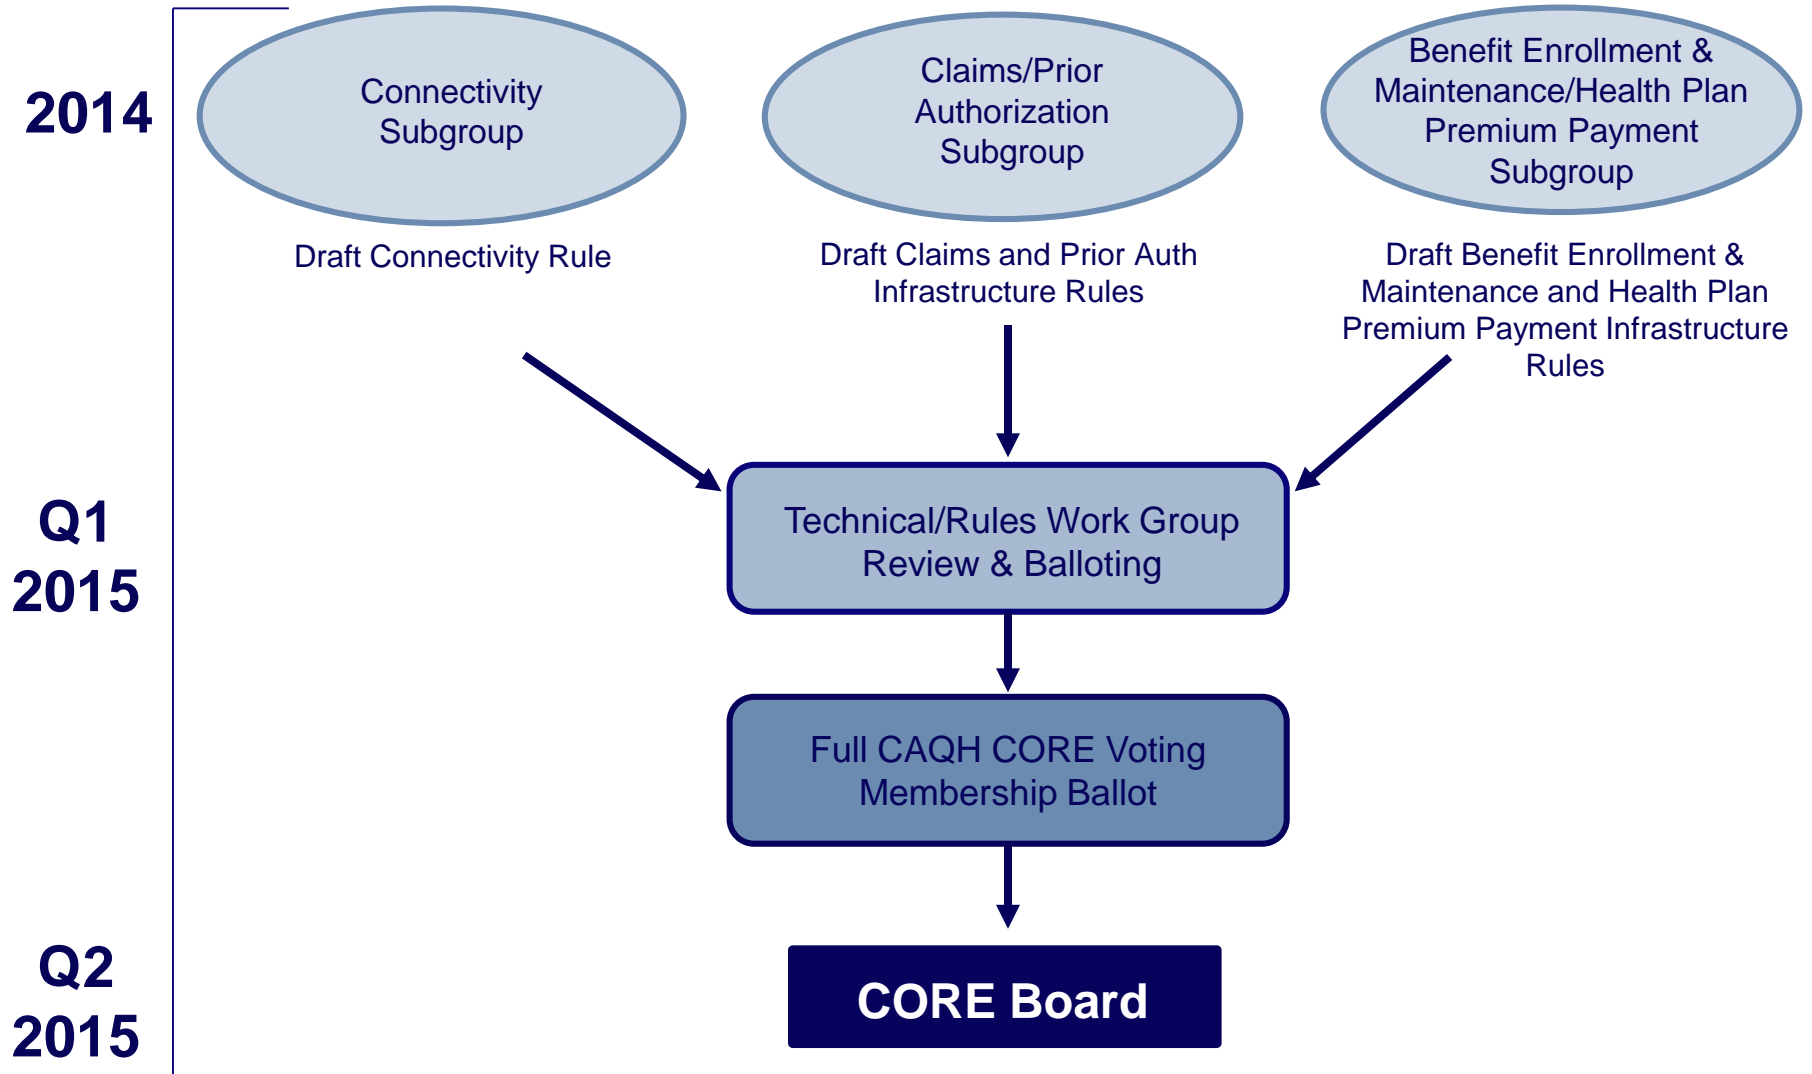 2014
Connectivity
Subgroup
Claims/Prior
Authorization
Subgroup
Benefit Enrollment &
Maintenance/Health Plan
Premium Payment
Subgroup
Draft Connectivity Rule
Draft Claims and Prior Auth
Infrastructure Rules
Draft Benefit Enrollment &
Maintenance and Health Plan
Premium Payment Infrastructure
Rules
Q1
2015
Technical/Rules Work Group
Review & Balloting
Full CAQH CORE Voting
Membership Ballot
Q2
2015
CORE Board